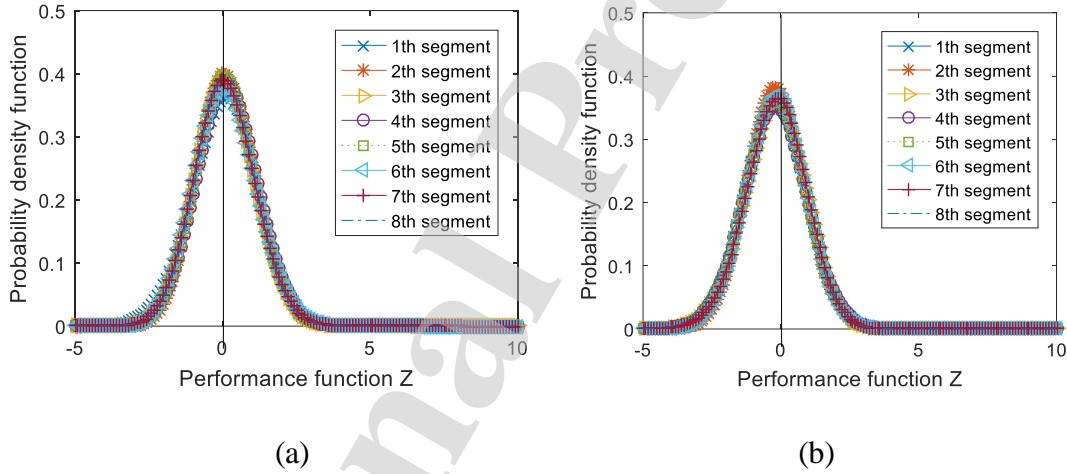 0.5
0.4
0.3
0.2
0.1
0
-5
0
5
10
Probability density function
Performance function Z
1th segment
2th segment
3th segment
4th segment
5th segment
6th segment
7th segment
8th segment
(a)
0.5
0.4
0.3
0.2
0.1
0
-5
0
5
10
Probability density function
Performance function Z
1th segment
2th segment
3th segment
4th segment
5th segment
6th segment
7th segment
8th segment
(b)
nal Pr